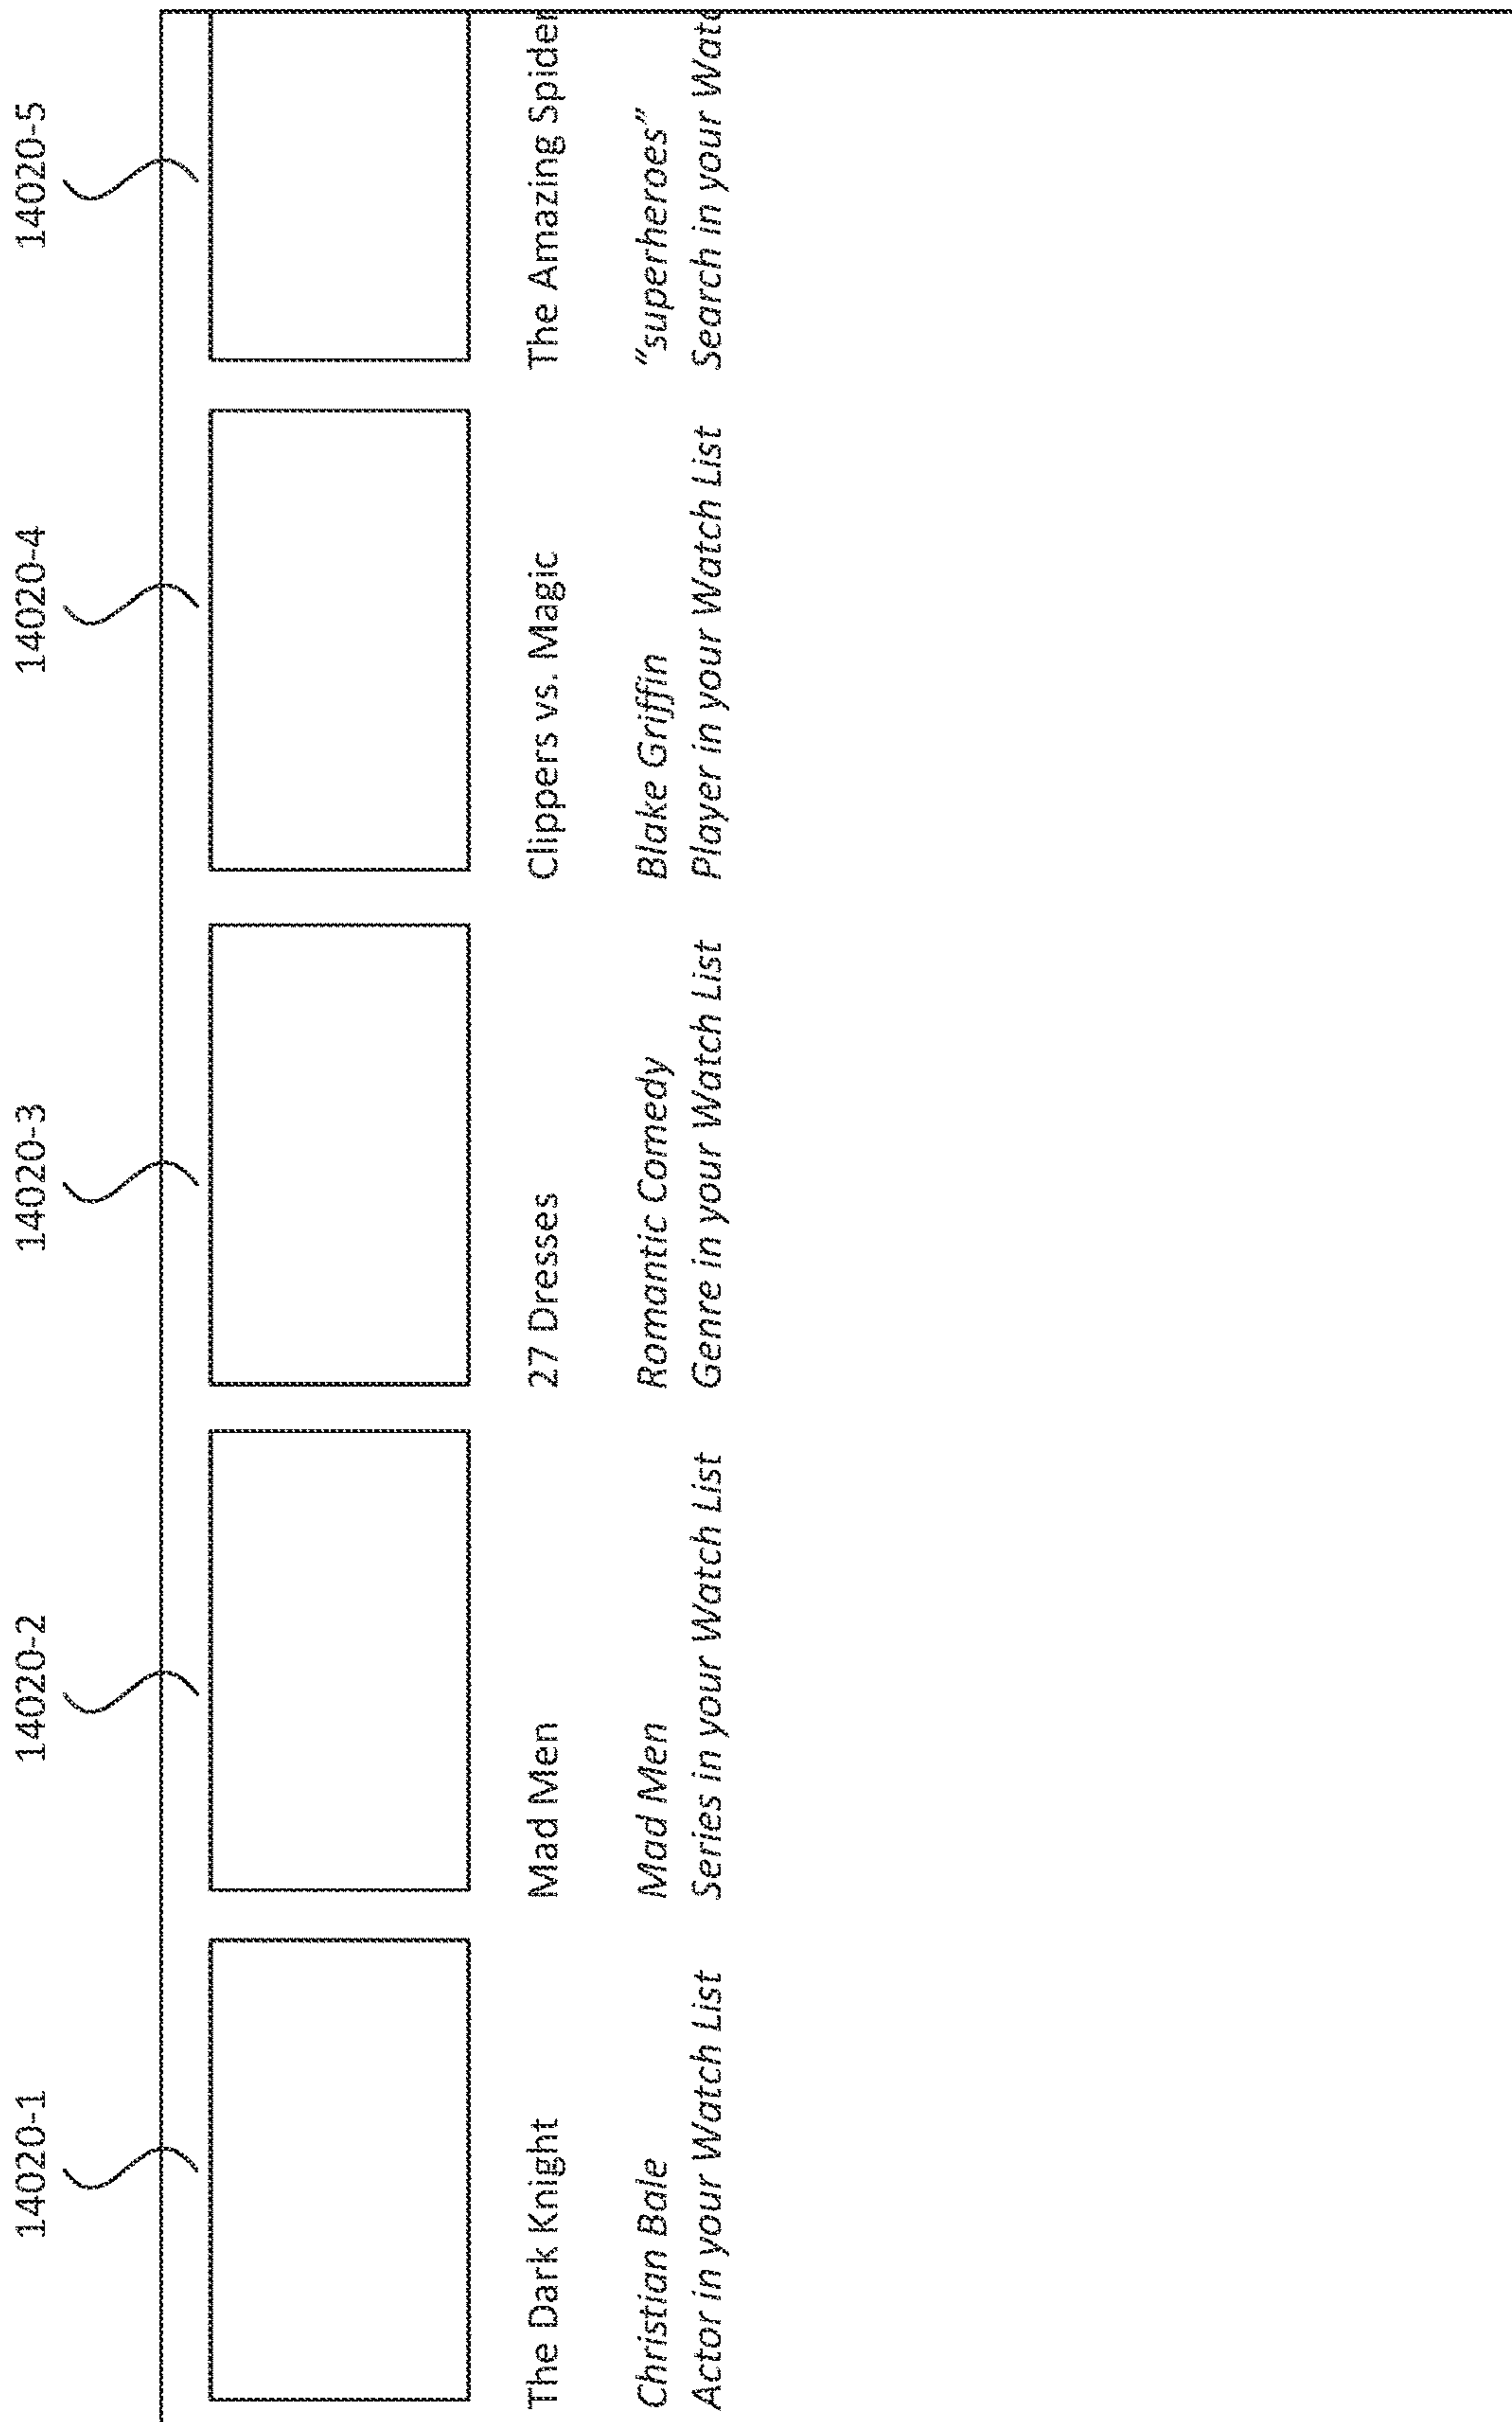 14020-1
14020-2
14020-3
14020-4
14020-5
The Dark Knight
Christian Bale
Actor in your Watch List
Mad Men
Mad Men
Series in your Watch List
27 Dresses
Romantic Comedy
Genre in your Watch List
Clippers vs. Magic
Blake Griffin
Player in your Watch List
The Amazing Spider
"superheroes"
Search in your Watc